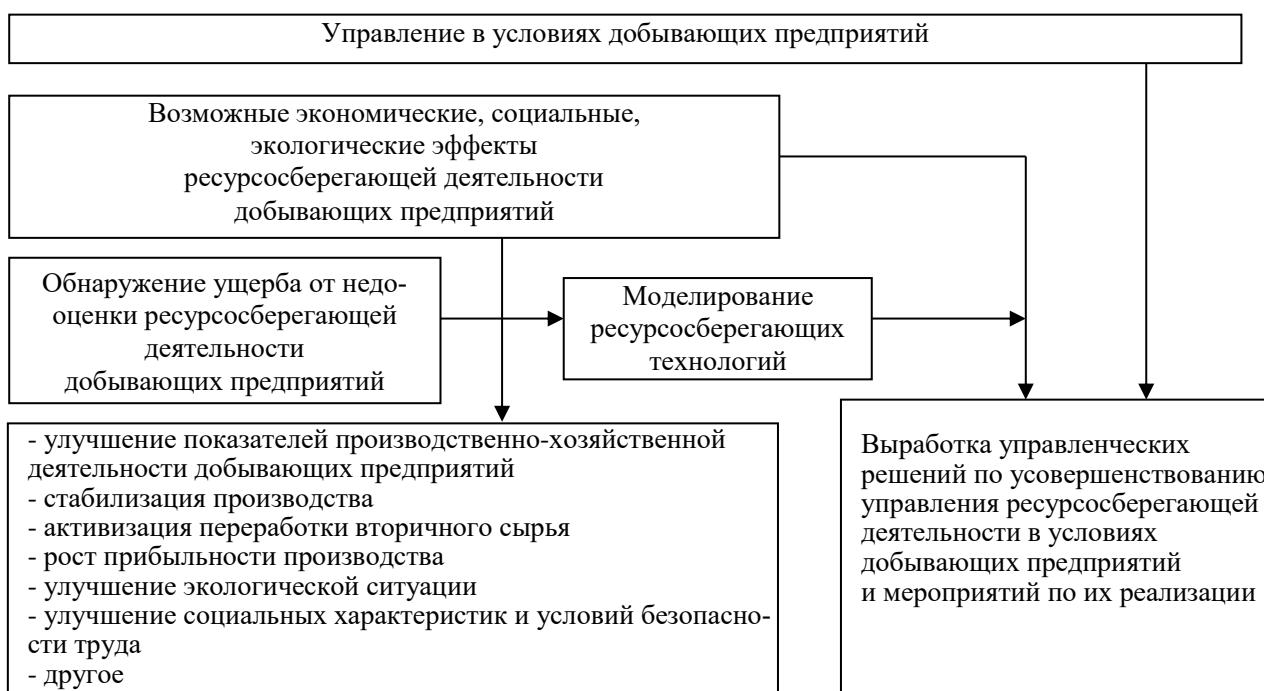 Управление в условиях добывающих предприятий
Возможные экономические, социальные,
экологические эффекты
ресурсосберегающей деятельности
добывающих предприятий
Обнаружение ущерба от недо-
оценки ресурсосберегающей
деятельности
добывающих предприятий
Моделирование
ресурсосберегающих
технологий
- улучшение показателей производственно-хозяйственной
деятельности добывающих предприятий
- стабилизация производства
- активизация переработки вторичного сырья
- рост прибыльности производства
- улучшение экологической ситуации
- улучшение социальных характеристик и условий безопасно-
сти труда
- другое
Выработка управленческих
решений по усовершенствованию
управления ресурсосберегающей
деятельности в условиях
добывающих предприятий
и мероприятий по их реализации